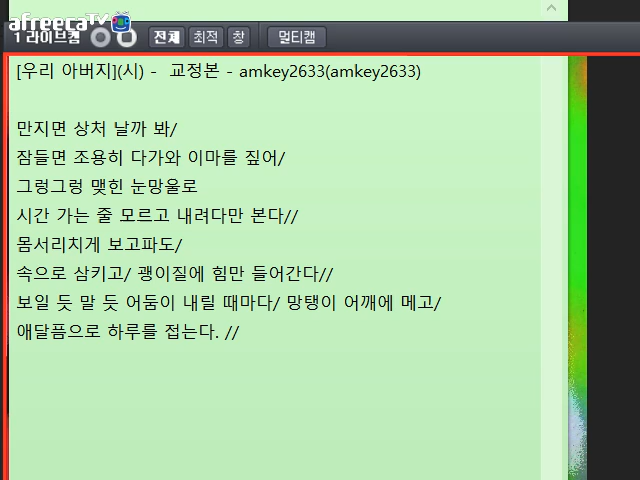 afreecaTV
1 라이브캠 전체 최적 창 멀티캠
[우리 아버지](시) - 교정본 - amkey2633(amkey2633)
만지면 상처 날까 봐/
잠들면 조용히 다가와 이마를 짚어/
그렁그렁 맺힌 눈망울로
시간 가는 줄 모르고 내려다만 본다//
몸서리치게 보고파도/
속으로 삼키고/ 괭이질에 힘만 들어간다//
보일 듯 말 듯 어둠이 내릴 때마다/ 망탱이 어깨에 메고/
애달픔으로 하루를 접는다. //